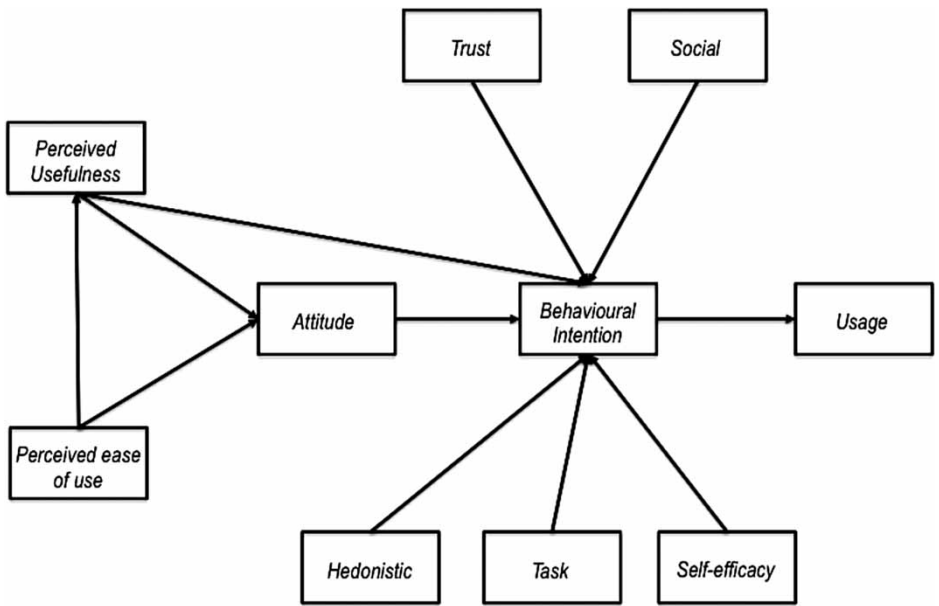 Trust
Social
Perceived
Usefulness
Attitude
Behavioural
Intention
Usage
Perceived ease
of use
Hedonistic
Task
Self-efficacy